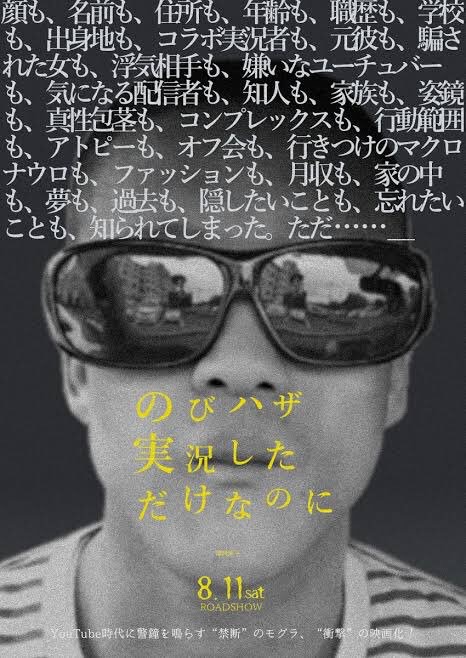 顔も、名前も、住所も、年齢も、職歴も、学校
も、出身地も、コラボ実況者も、元彼も、騙さ
れた女も、浮気相手も、嫌いなユーチュバー
も、気になる配信者も、知人も、家族も、姿鏡
も、真性包茎も、コンプレックスも、行動範囲
も、アトピーも、オフ会も、行きつけのマクロ
ナウロも、ファッションも、月収も、家の中
も、夢も、過去も、隠したいことも、忘れたい
ことも、知られてしまった。ただ……__
のびハザ
実況した
だけなのに
8.11.sat
ROADSHOW
YouTube時代に警鐘を鳴らす“禁断”のモグラ、“衝撃”の映画化！